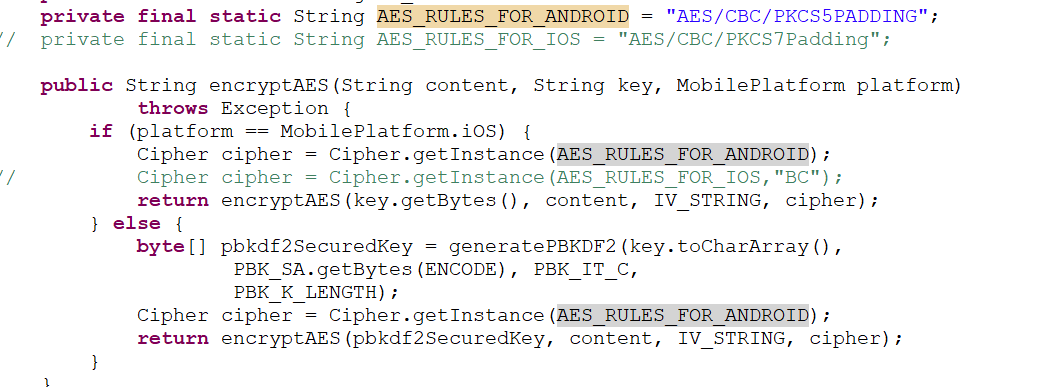 private final static String AES_RULES_FOR_ANDROID = "AES/CBC/PKCS5PADDING";
// private final static String AES_RULES_FOR_IOS = "AES/CBC/PKCS7Padding";
public String encryptAES(String content, String key, MobilePlatform platform)
throws Exception {
if (platform == MobilePlatform.iOS) {
Cipher cipher = Cipher.getInstance(AES_RULES_FOR_ANDROID);
// Cipher cipher = Cipher.getInstance(AES_RULES_FOR_IOS,"BC");
return encryptAES(key.getBytes(), content, IV_STRING, cipher);
} else {
byte[] pbkdf2SecuredKey = generatePBKDF2(key.toCharArray(),
PBK_SA.getBytes(ENCODE), PBK_IT_C,
PBK_K_LENGTH);
Cipher cipher = Cipher.getInstance(AES_RULES_FOR_ANDROID);
return encryptAES(pbkdf2SecuredKey, content, IV_STRING, cipher);
}
}